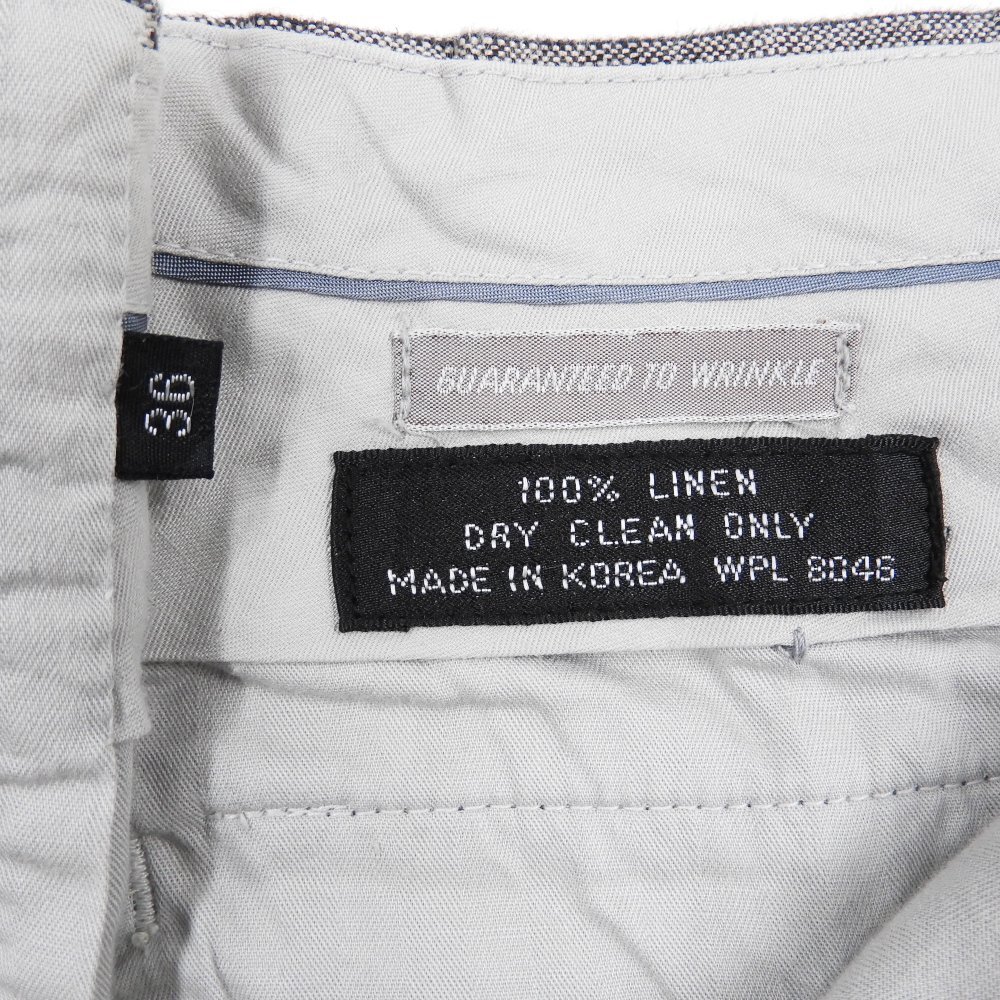 GUARANTEED TO WRINKLE
36
100% LINEN
DRY CLEAN ONLY
MADE IN KOREA WPL 8046